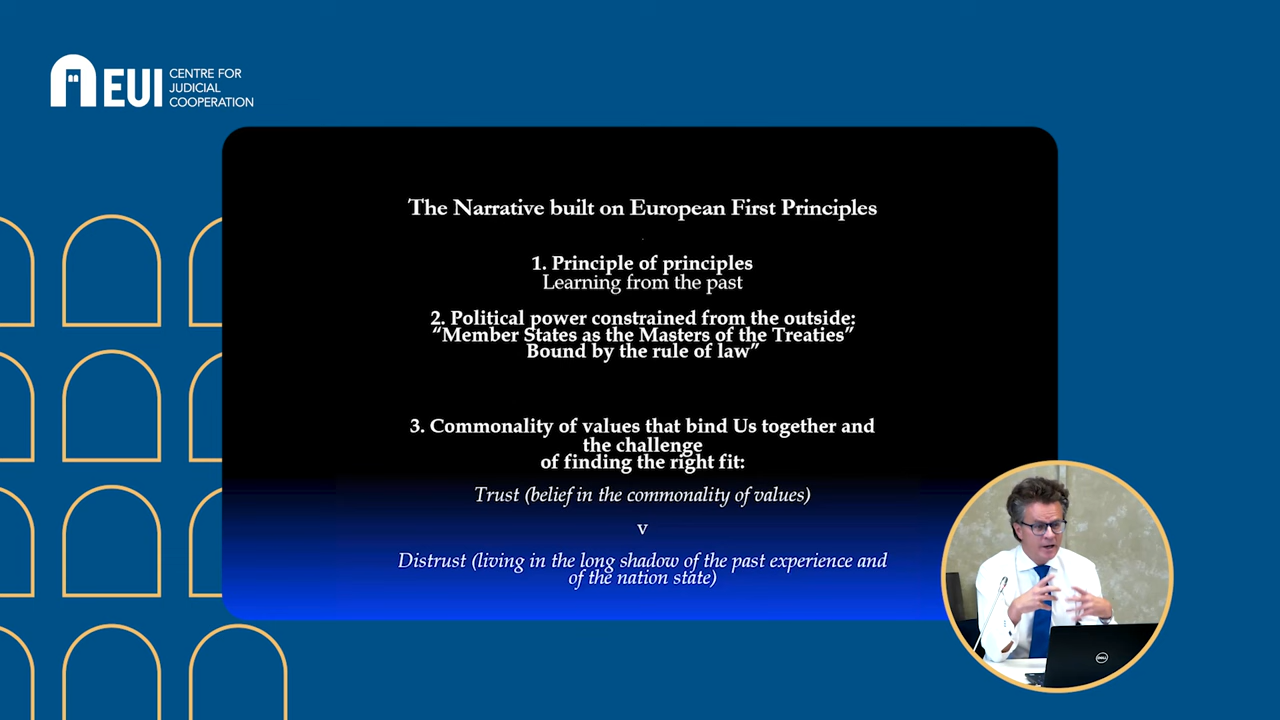 EUI
CENTRE FOR
JUDICIAL
COOPERATION
The Narrative built on European First Principles
1. Principle of principles
Learning from the past
2. Political power constrained from the outside:
“Member States as the Masters of the Treaties”
Bound by the rule of law”
3. Commonality of values that bind Us together and
the challenge
of finding the right fit:
Trust (belief in the commonality of values)
v
Distrust (living in the long shadow of the past experience and
of the nation state)
DELL